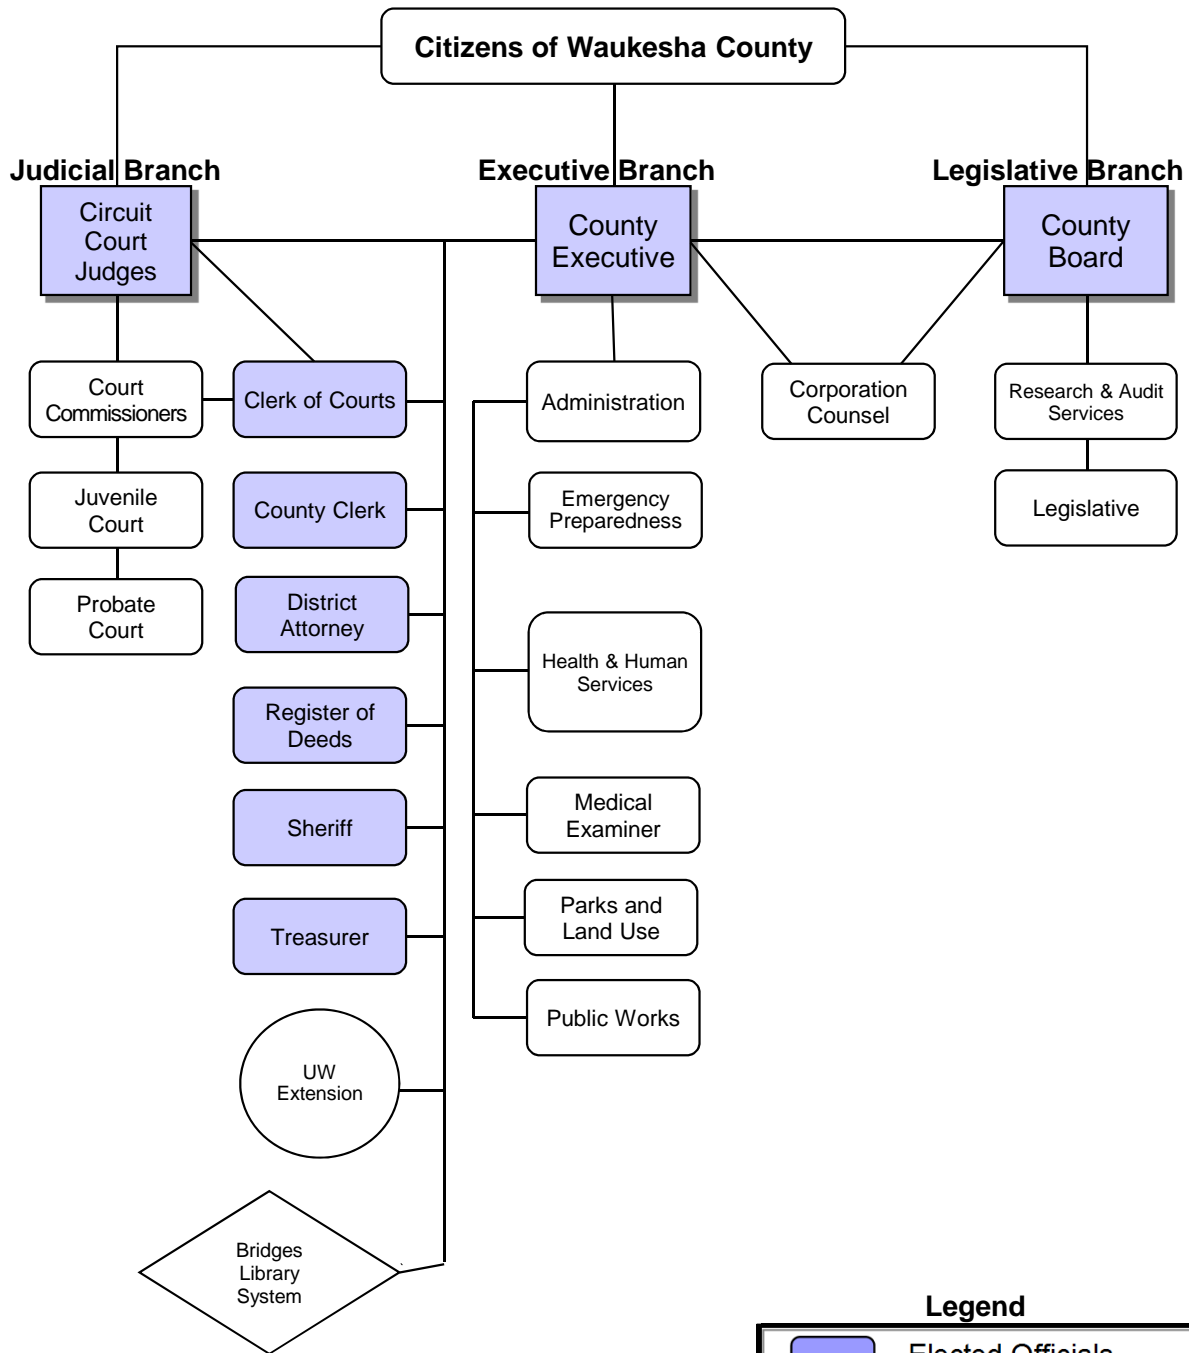 Citizens of Waukesha County
Judicial Branch
Executive Branch
Legislative Branch
Circuit
Court
Judges
County
Executive
County
Board
Court
Commissioners
Clerk of Courts
Administration
Corporation
Counsel
Research & Audit
Services
Juvenile
Court
County Clerk
Emergency
Preparedness
Legislative
Probate
Court
District
Attorney
Health & Human
Services
Register of
Deeds
Sheriff
Medical
Examiner
Treasurer
Parks and
Land Use
Public Works
UW
Extension
Bridges
Library
System
Legend
Elected Officials